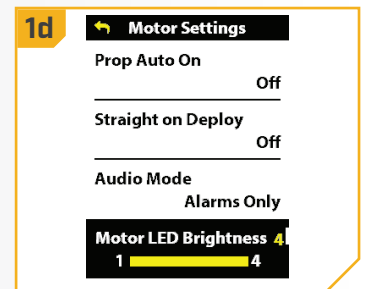 1d
Motor Settings
Prop Auto On
Off
Straight on Deploy
Off
Audio Mode
Alarms Only
Motor LED Brightness 4
1 4